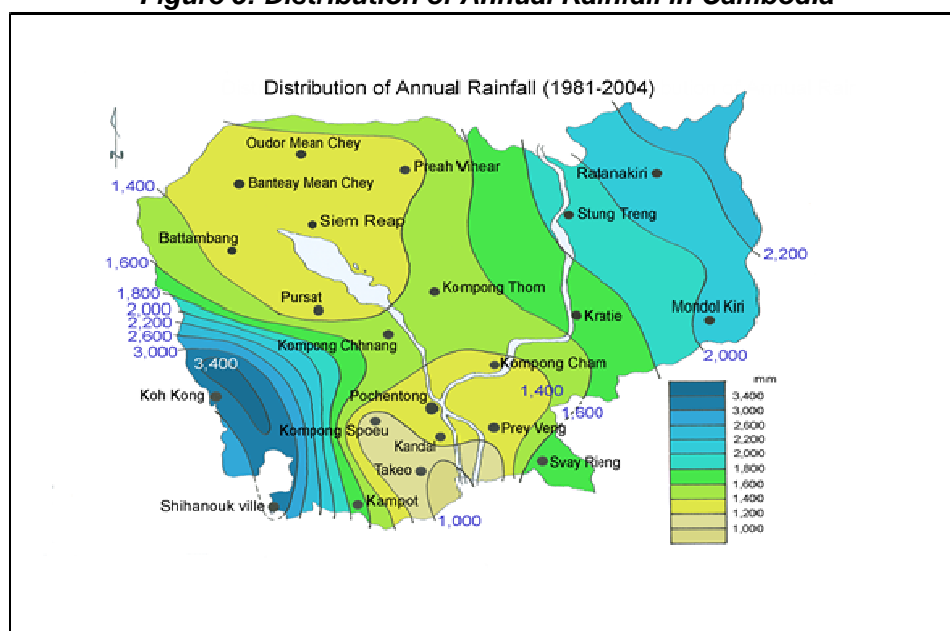 Figure 3: Distribution of Annual Rainfall in Cambodia
Distribution of Annual Rainfall (1981-2004)
N
Oudor Mean Chey
Preah Vihear
Banteay Mean Chey
Ratanakiri
1,400
Siem Reap
Stung Treng
Battambang
2,200
1,600
Kompong Thom
1,800
Pursat
2,000
Mondol Kiri
Kratie
2,200
2,600
Kompong Chhnang
3,000
2,000
3,400
Kompong Cham
mm
Koh Kong
Pochentong
1,400
3,400
1,600
3,000
Kompong Spoeu
Prey Veng
2,600
Kandal
2,200
2,000
Takeo
Svay Rieng
1,800
1,600
Kampot
1,400
Shihanouk ville
1,000
1,200
1,000